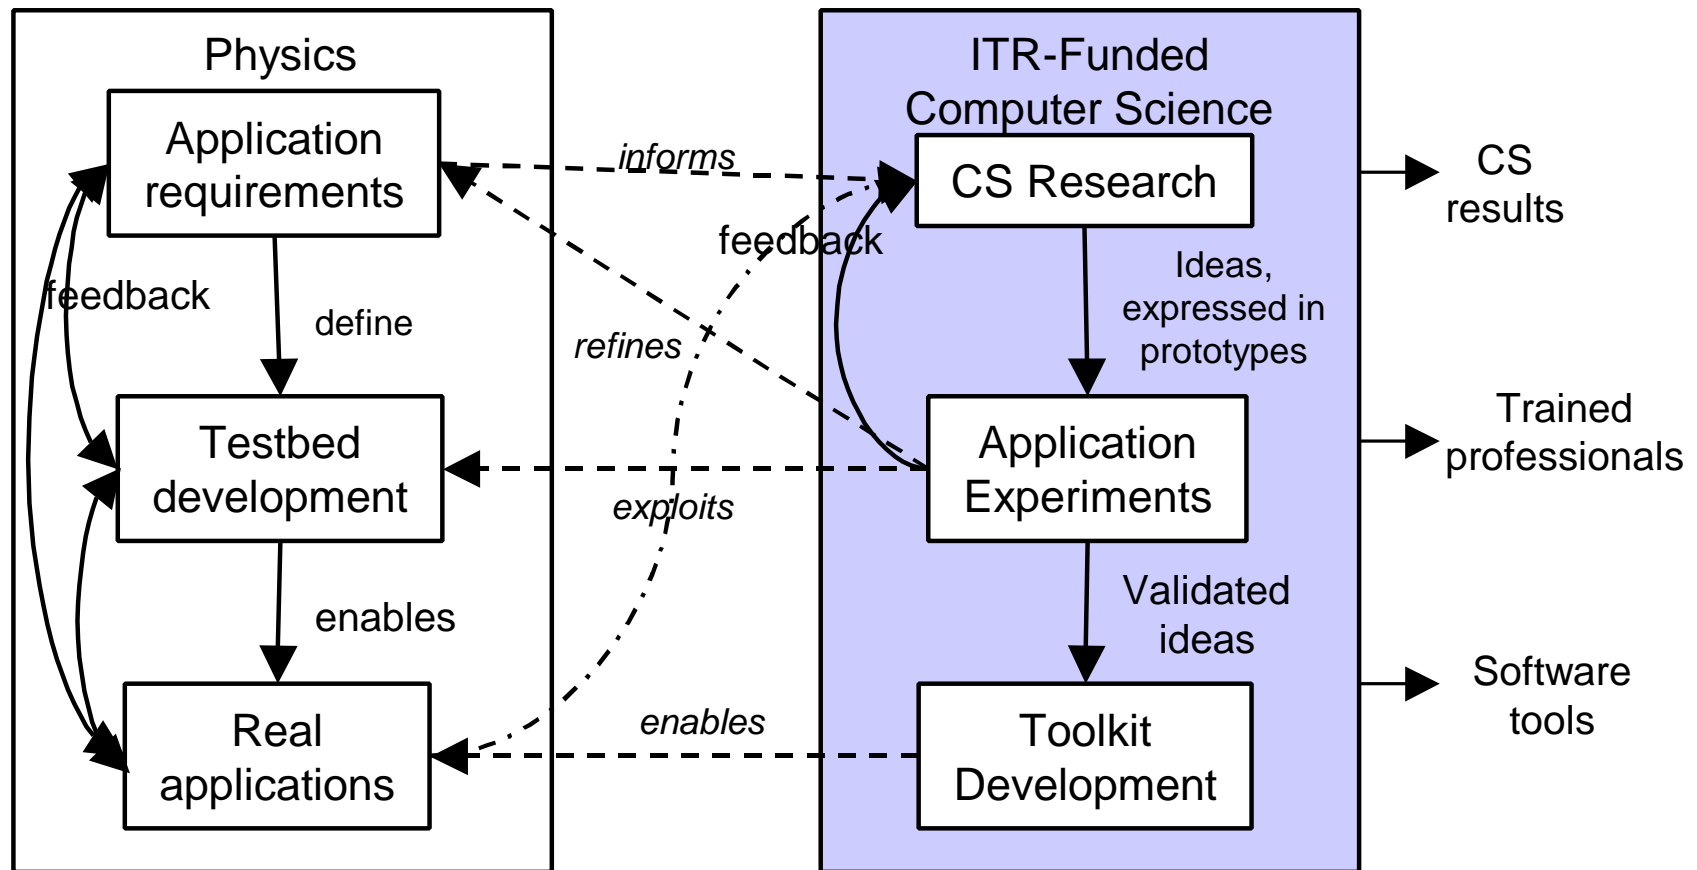 Physics
Application
requirements
feedback
define
Testbed
development
enables
Real
applications
informs
feedback
refines
exploits
enables
ITR-Funded
Computer Science
CS Research
Ideas,
expressed in
prototypes
Application
Experiments
Validated
ideas
Toolkit
Development
CS
results
Trained
professionals
Software
tools